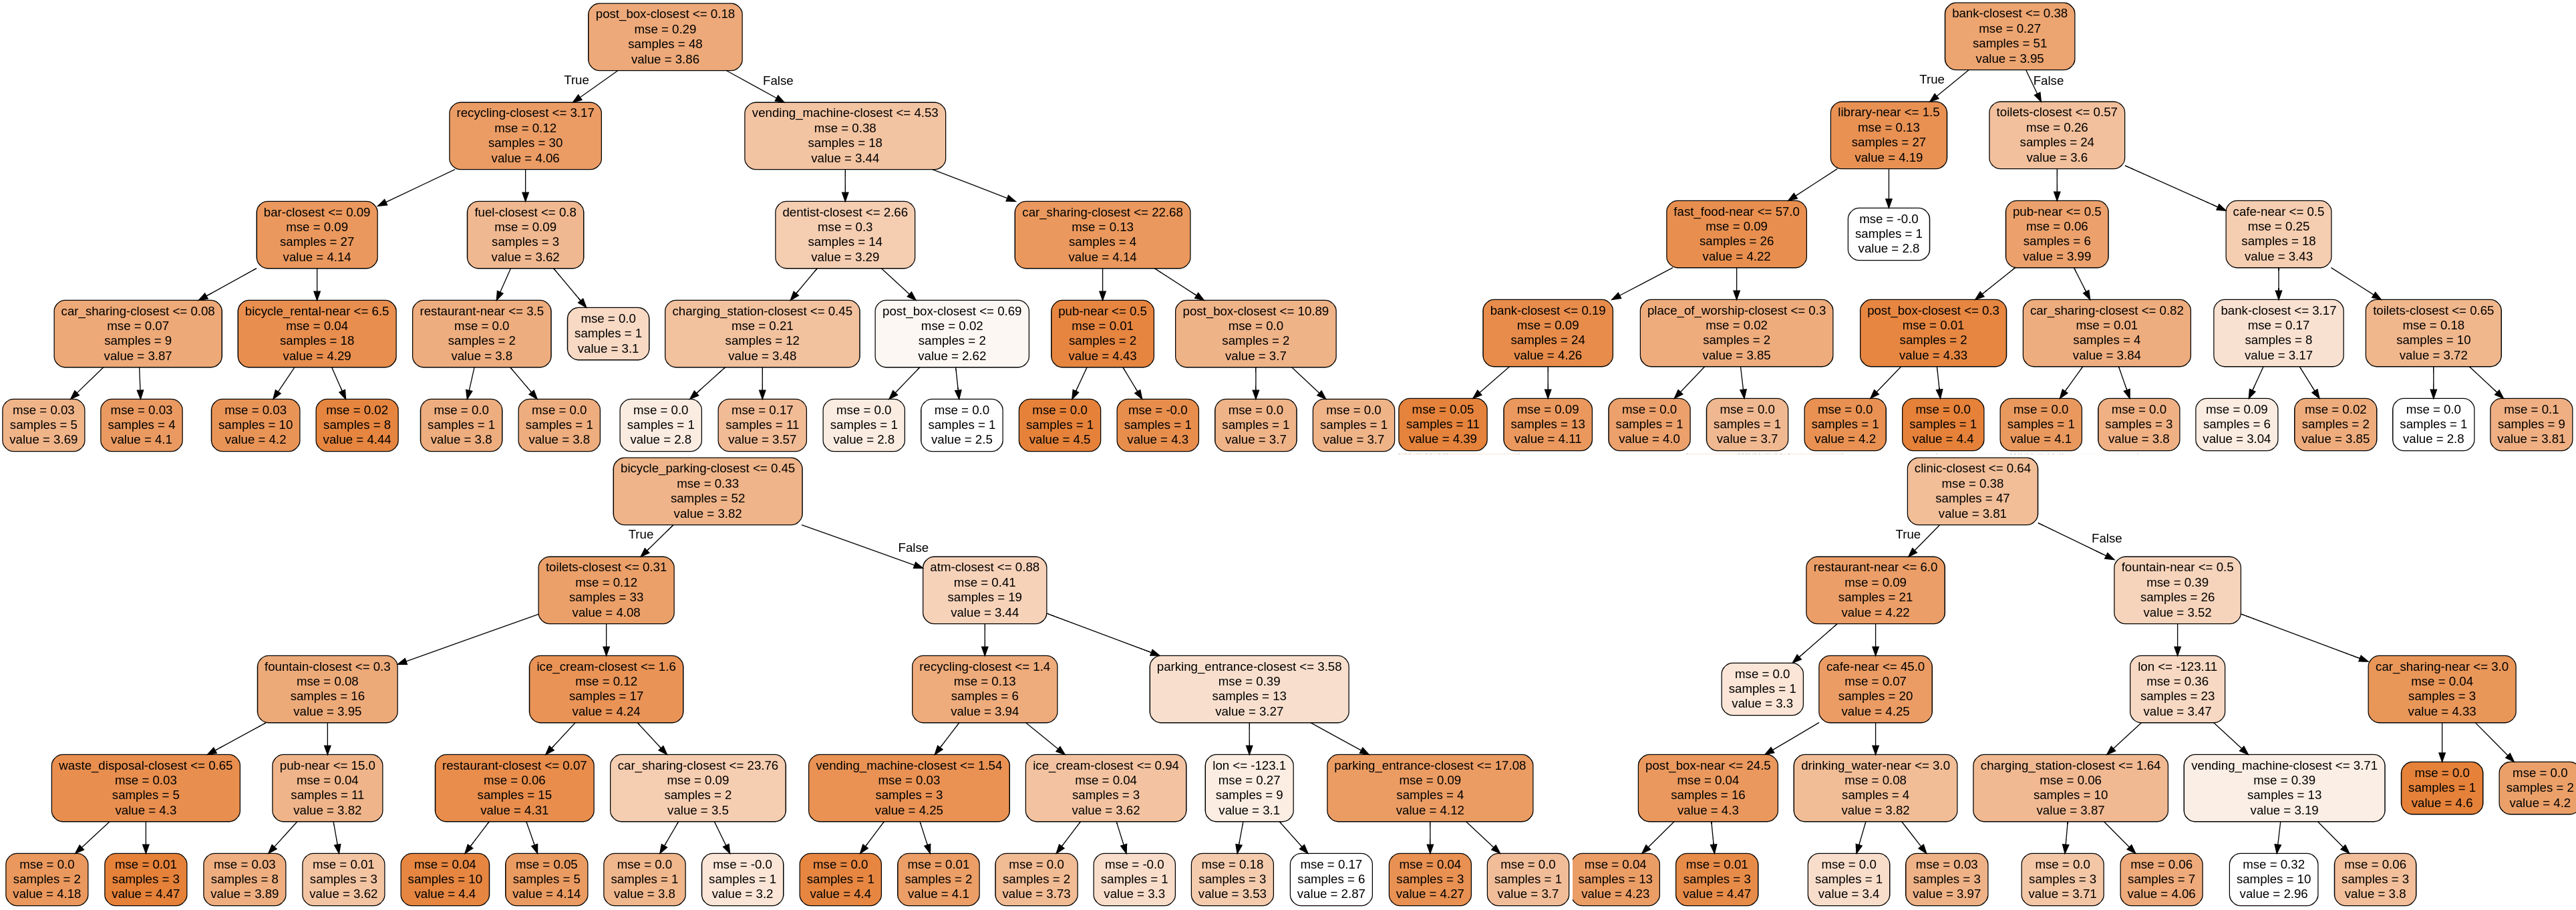 post_box-closest <= 0.18
mse = 0.29
samples = 48
value = 3.86
True
False
recycling-closest <= 3.17
mse = 0.12
samples = 30
value = 4.06
vending_machine-closest <= 4.53
mse = 0.38
samples = 18
value = 3.44
bar-closest <= 0.09
mse = 0.09
samples = 27
value = 4.14
fuel-closest <= 0.8
mse = 0.09
samples = 3
value = 3.62
dentist-closest <= 2.66
mse = 0.3
samples = 14
value = 3.29
car_sharing-closest <= 22.68
mse = 0.13
samples = 4
value = 4.14
car_sharing-closest <= 0.08
mse = 0.07
samples = 9
value = 3.87
bicycle_rental-near <= 6.5
mse = 0.04
samples = 18
value = 4.29
restaurant-near <= 3.5
mse = 0.0
samples = 2
value = 3.8
mse = 0.0
samples = 1
value = 3.1
charging_station-closest <= 0.45
mse = 0.21
samples = 12
value = 3.48
post_box-closest <= 0.69
mse = 0.02
samples = 2
value = 2.62
pub-near <= 0.5
mse = 0.01
samples = 2
value = 4.43
post_box-closest <= 10.89
mse = 0.0
samples = 2
value = 3.7
mse = 0.03
samples = 5
value = 3.69
mse = 0.03
samples = 4
value = 4.1
mse = 0.03
samples = 10
value = 4.2
mse = 0.02
samples = 8
value = 4.44
mse = 0.0
samples = 1
value = 3.8
mse = 0.0
samples = 1
value = 3.8
mse = 0.0
samples = 1
value = 2.8
mse = 0.17
samples = 11
value = 3.57
mse = 0.0
samples = 1
value = 2.8
mse = 0.0
samples = 1
value = 2.5
mse = 0.0
samples = 1
value = 4.5
mse = -0.0
samples = 1
value = 4.3
mse = 0.0
samples = 1
value = 3.7
mse = 0.0
samples = 1
value = 3.7
bank-closest <= 0.38
mse = 0.27
samples = 51
value = 3.95
True
False
library-near <= 1.5
mse = 0.13
samples = 27
value = 4.19
toilets-closest <= 0.57
mse = 0.26
samples = 24
value = 3.6
fast_food-near <= 57.0
mse = 0.09
samples = 26
value = 4.22
mse = -0.0
samples = 1
value = 2.8
pub-near <= 0.5
mse = 0.06
samples = 6
value = 3.99
cafe-near <= 0.5
mse = 0.25
samples = 18
value = 3.43
bank-closest <= 0.19
mse = 0.09
samples = 24
value = 4.26
place_of_worship-closest <= 0.3
mse = 0.02
samples = 2
value = 3.85
post_box-closest <= 0.3
mse = 0.01
samples = 2
value = 4.33
car_sharing-closest <= 0.82
mse = 0.01
samples = 4
value = 3.84
bank-closest <= 3.17
mse = 0.17
samples = 8
value = 3.17
toilets-closest <= 0.65
mse = 0.18
samples = 10
value = 3.72
mse = 0.05
samples = 11
value = 4.39
mse = 0.09
samples = 13
value = 4.11
mse = 0.0
samples = 1
value = 4.0
mse = 0.0
samples = 1
value = 3.7
mse = 0.0
samples = 1
value = 4.2
mse = 0.0
samples = 1
value = 4.4
mse = 0.0
samples = 1
value = 4.1
mse = 0.0
samples = 3
value = 3.8
mse = 0.09
samples = 6
value = 3.04
mse = 0.02
samples = 2
value = 3.85
mse = 0.0
samples = 1
value = 2.8
mse = 0.1
samples = 9
value = 3.81
bicycle_parking-closest <= 0.45
mse = 0.33
samples = 52
value = 3.82
True
False
toilets-closest <= 0.31
mse = 0.12
samples = 33
value = 4.08
atm-closest <= 0.88
mse = 0.41
samples = 19
value = 3.44
fountain-closest <= 0.3
mse = 0.08
samples = 16
value = 3.95
ice_cream-closest <= 1.6
mse = 0.12
samples = 17
value = 4.24
recycling-closest <= 1.4
mse = 0.13
samples = 6
value = 3.94
parking_entrance-closest <= 3.58
mse = 0.39
samples = 13
value = 3.27
waste_disposal-closest <= 0.65
mse = 0.03
samples = 5
value = 4.3
pub-near <= 15.0
mse = 0.04
samples = 11
value = 3.82
restaurant-closest <= 0.07
mse = 0.06
samples = 15
value = 4.31
car_sharing-closest <= 23.76
mse = 0.09
samples = 2
value = 3.5
vending_machine-closest <= 1.54
mse = 0.03
samples = 3
value = 4.25
ice_cream-closest <= 0.94
mse = 0.04
samples = 3
value = 3.62
lon <= -123.1
mse = 0.27
samples = 9
value = 3.1
parking_entrance-closest <= 17.08
mse = 0.09
samples = 4
value = 4.12
mse = 0.0
samples = 2
value = 4.18
mse = 0.01
samples = 3
value = 4.47
mse = 0.03
samples = 8
value = 3.89
mse = 0.01
samples = 3
value = 3.62
mse = 0.04
samples = 10
value = 4.4
mse = 0.05
samples = 5
value = 4.14
mse = 0.0
samples = 1
value = 3.8
mse = -0.0
samples = 1
value = 3.2
mse = 0.0
samples = 1
value = 4.4
mse = 0.01
samples = 2
value = 4.1
mse = 0.0
samples = 2
value = 3.73
mse = -0.0
samples = 1
value = 3.3
mse = 0.18
samples = 3
value = 3.53
mse = 0.17
samples = 6
value = 2.87
mse = 0.04
samples = 3
value = 4.27
mse = 0.0
samples = 1
value = 3.7
clinic-closest <= 0.64
mse = 0.38
samples = 47
value = 3.81
True
False
restaurant-near <= 6.0
mse = 0.09
samples = 21
value = 4.22
fountain-near <= 0.5
mse = 0.39
samples = 26
value = 3.52
mse = 0.0
samples = 1
value = 3.3
cafe-near <= 45.0
mse = 0.07
samples = 20
value = 4.25
lon <= -123.11
mse = 0.36
samples = 23
value = 3.47
car_sharing-near <= 3.0
mse = 0.04
samples = 3
value = 4.33
post_box-near <= 24.5
mse = 0.04
samples = 16
value = 4.3
drinking_water-near <= 3.0
mse = 0.08
samples = 4
value = 3.82
charging_station-closest <= 1.64
mse = 0.06
samples = 10
value = 3.87
vending_machine-closest <= 3.71
mse = 0.39
samples = 13
value = 3.19
mse = 0.0
samples = 1
value = 4.6
mse = 0.0
samples = 2
value = 4.2
mse = 0.04
samples = 13
value = 4.23
mse = 0.01
samples = 3
value = 4.47
mse = 0.0
samples = 1
value = 3.4
mse = 0.03
samples = 3
value = 3.97
mse = 0.0
samples = 3
value = 3.71
mse = 0.06
samples = 7
value = 4.06
mse = 0.32
samples = 10
value = 2.96
mse = 0.06
samples = 3
value = 3.8